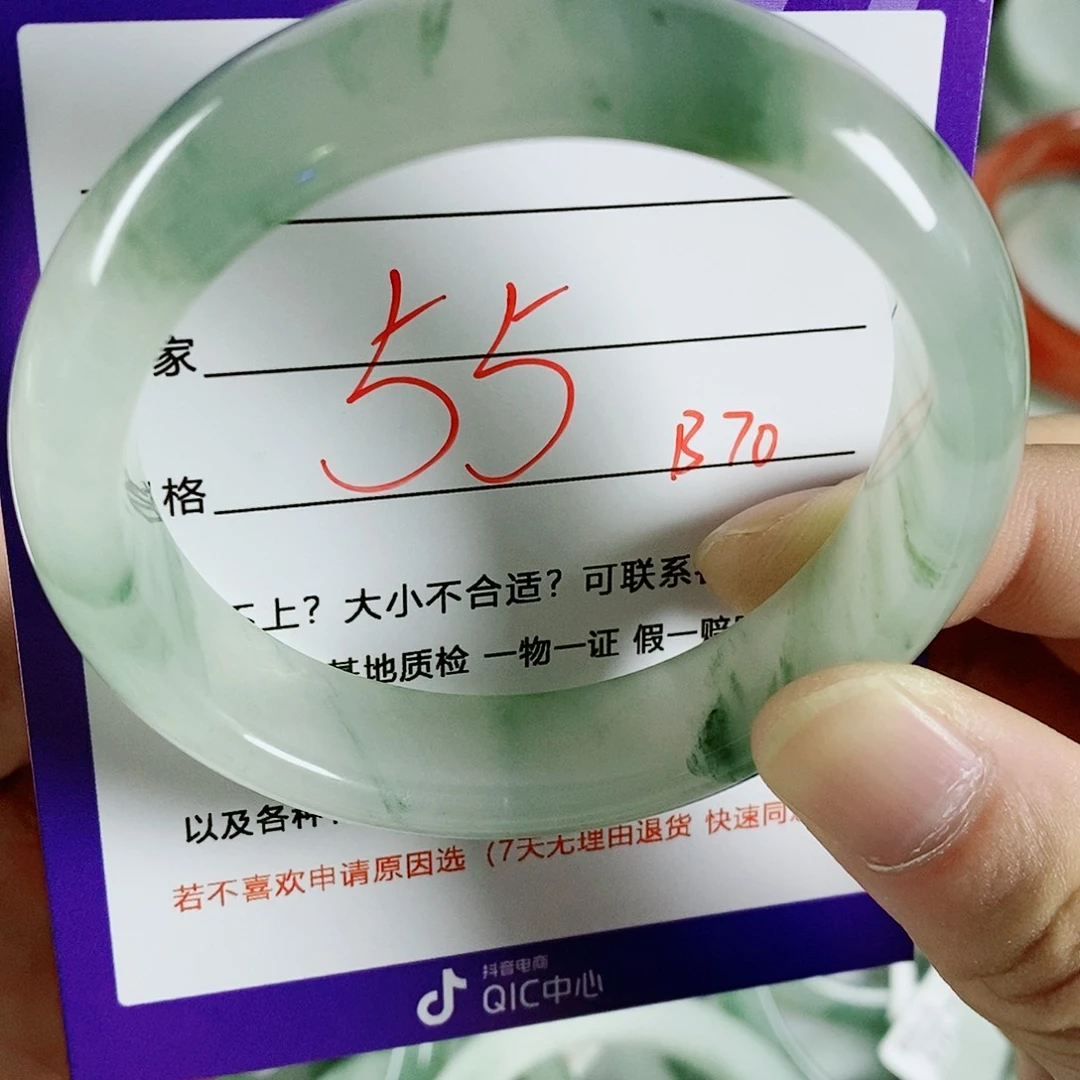 家
55
B70
格
上？大小不合适？可联系
基地质检 一物一证 假一赔
以及各种
若不喜欢申请原因选（7天无理由退货 快速同
抖音电商
QIC中心